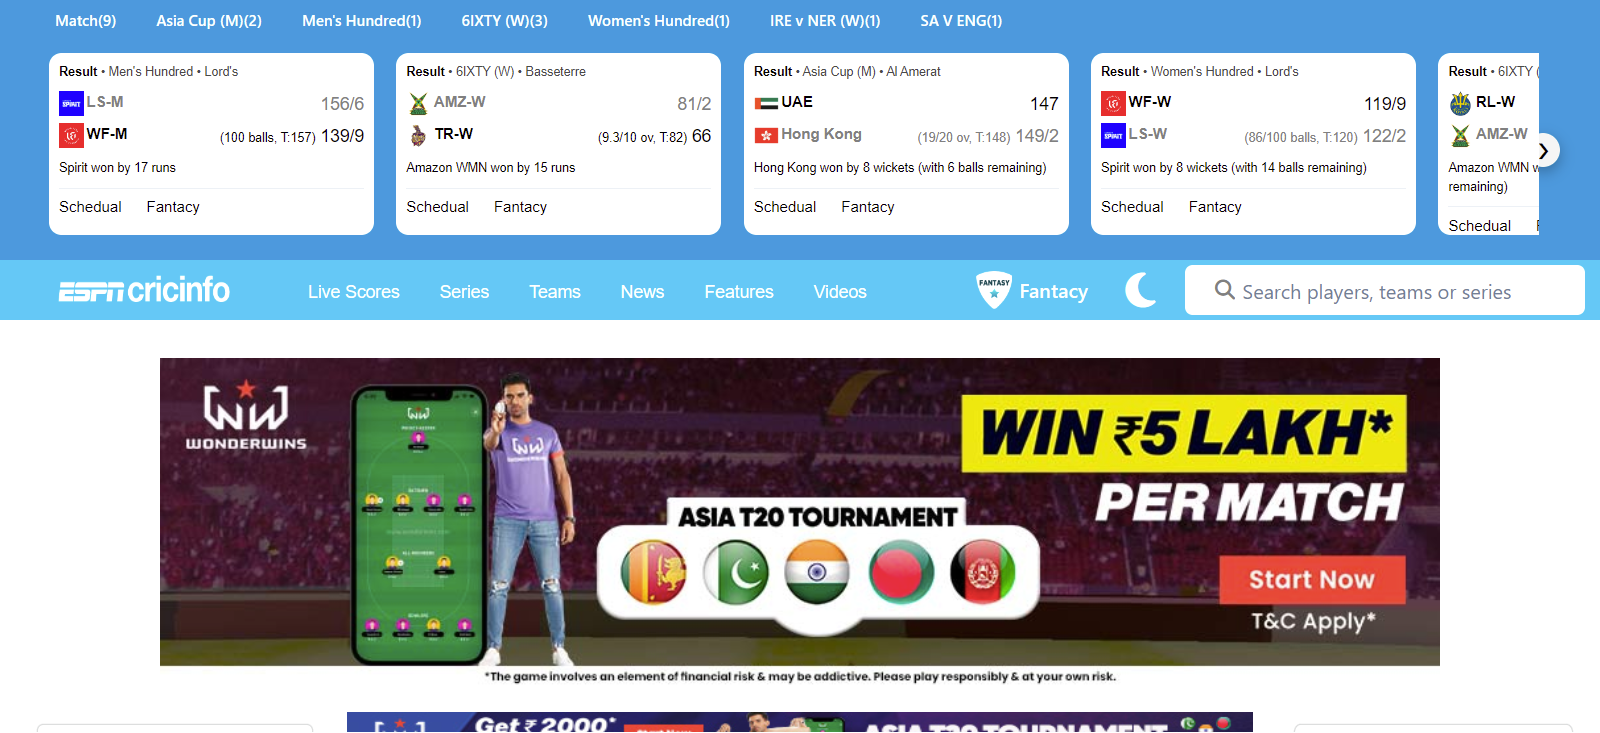 Match(9) Asia Cup (M)(2) Men's Hundred(1) 6IXTY (W)(3) Women's Hundred(1) IRE v NER (W)(1) SA V ENG(1)
Result • Men's Hundred • Lord's
LS-M 156/6
WF-M (100 balls, T:157) 139/9
Spirit won by 17 runs
Schedual Fantacy
Result • 6IXTY (W) • Basseterre
AMZ-W 81/2
TR-W (9.3/10 ov, T:82) 66
Amazon WMN won by 15 runs
Schedual Fantacy
Result • Asia Cup (M) • Al Amerat
UAE 147
Hong Kong (19/20 ov, T:148) 149/2
Hong Kong won by 8 wickets (with 6 balls remaining)
Schedual Fantacy
Result • Women's Hundred • Lord's
WF-W 119/9
LS-W (86/100 balls, T:120) 122/2
Spirit won by 8 wickets (with 14 balls remaining)
Schedual Fantacy
Result • 6IXTY (
RL-W
AMZ-W
Amazon WMN w
remaining)
Schedual
ESPN cricinfo Live Scores Series Teams News Features Videos FANTASY Fantacy Search players, teams or series
WONDERWINS
WIN ₹5 LAKH*
PER MATCH
ASIA T20 TOURNAMENT
Start Now
T&C Apply*
*The game involves an element of financial risk & may be addictive. Please play responsibly & at your own risk.
Get ₹ 2000*
ASIA T20 TOURNAMENT